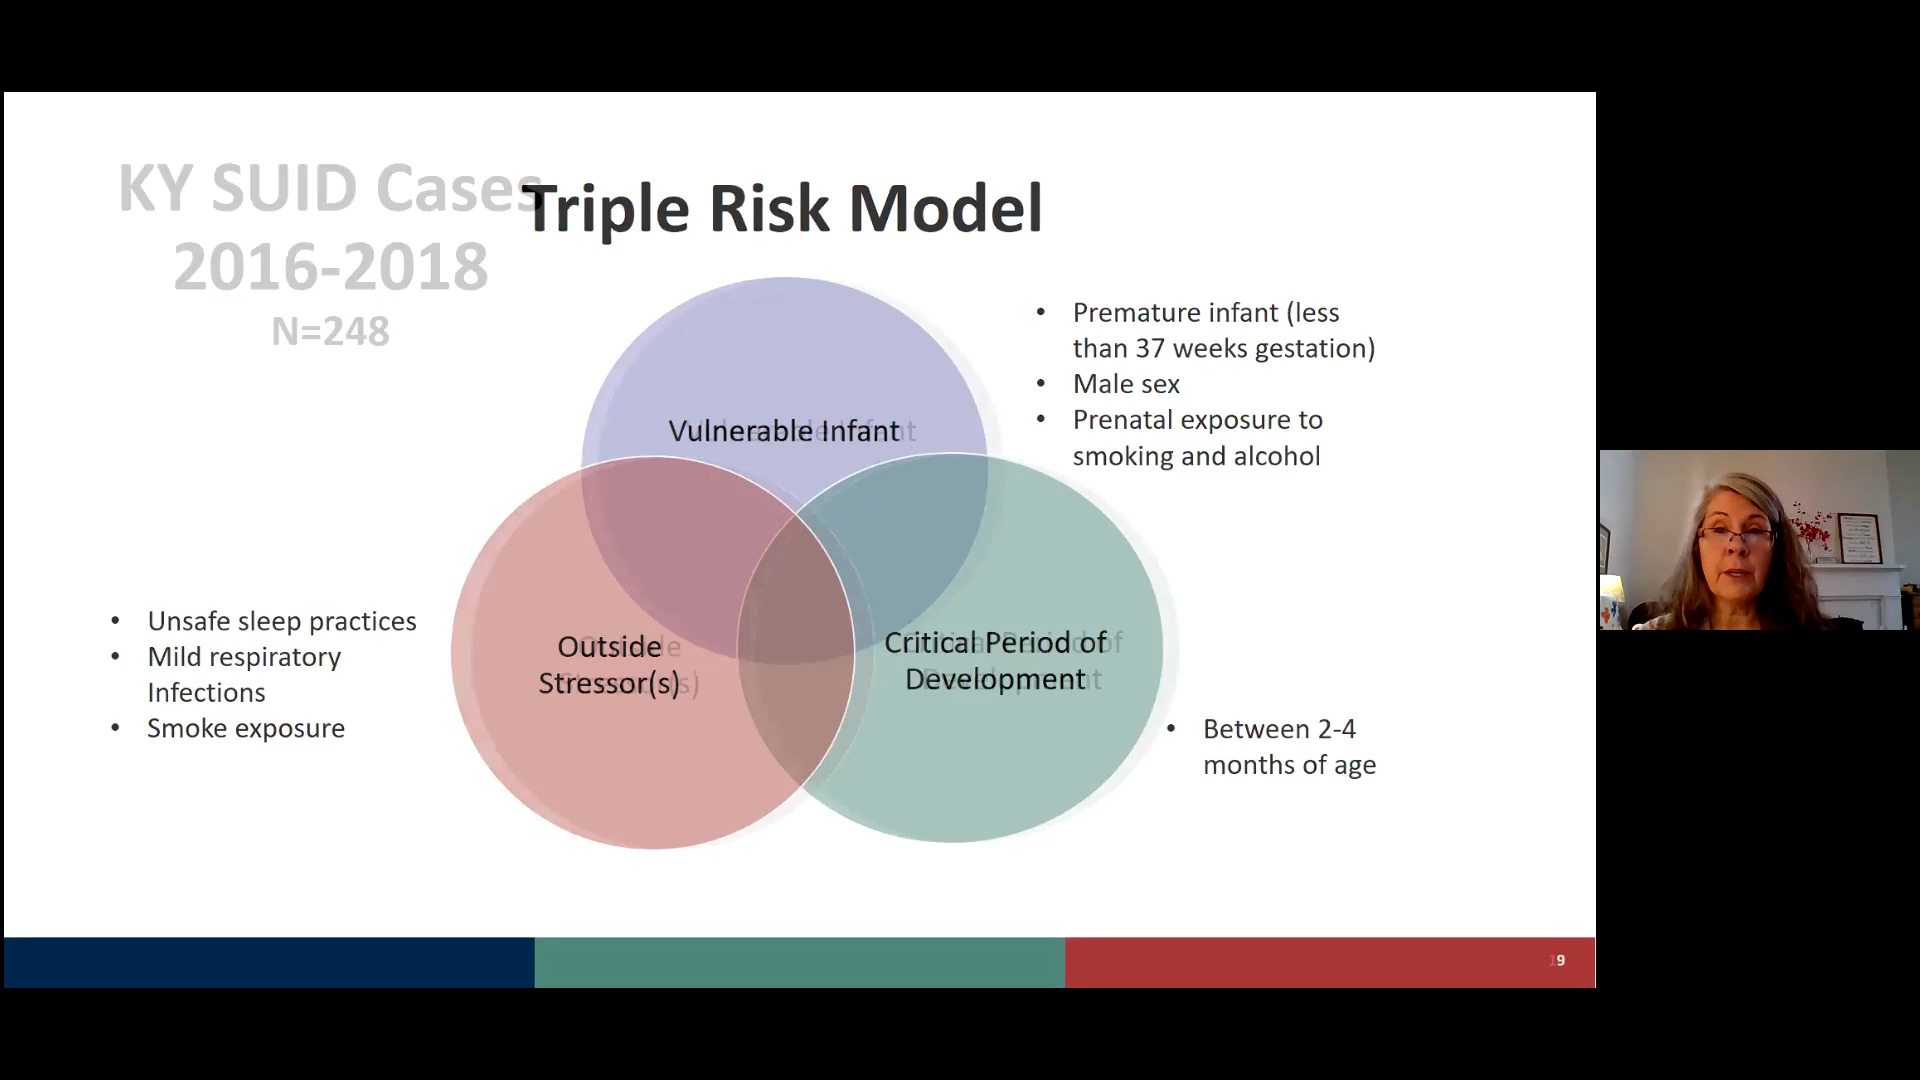 KY SUID Cases
2016-2018
N=248
Triple Risk Model
Vulnerable Infant
• Premature infant (less
than 37 weeks gestation)
• Male sex
• Prenatal exposure to
smoking and alcohol
Outside
Stressor(s)
• Unsafe sleep practices
• Mild respiratory
Infections
• Smoke exposure
Critical Period of
Development
• Between 2-4
months of age
9